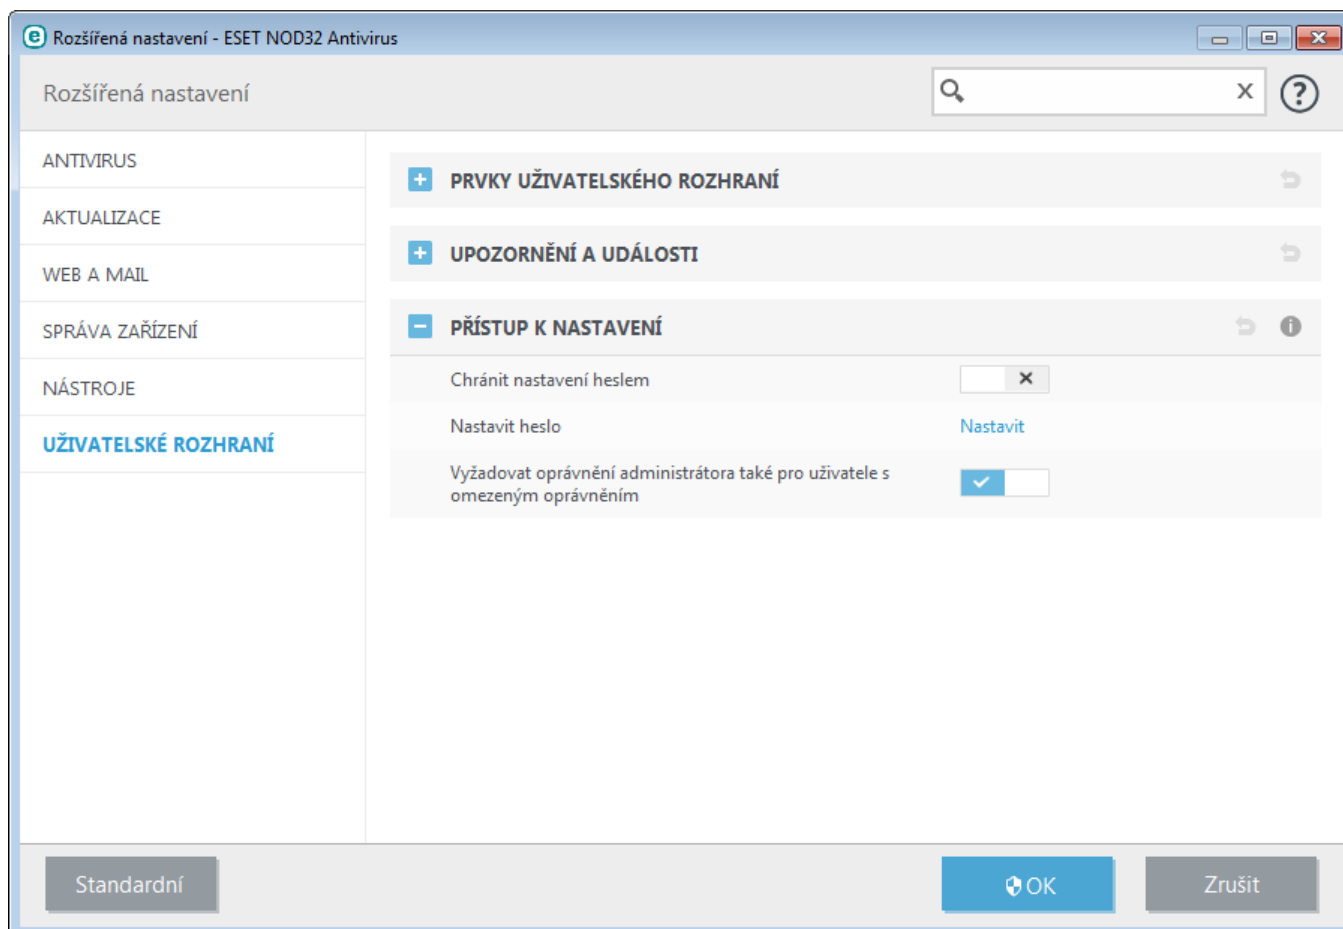 Rozšířená nastavení - ESET NOD32 Antivirus
Rozšířená nastavení
ANTIVIRUS
AKTUALIZACE
WEB A MAIL
SPRÁVA ZAŘÍZENÍ
NÁSTROJE
UŽIVATELSKÉ ROZHRANÍ
PRVKY UŽIVATELSKÉHO ROZHRANÍ
UPOZORNĚNÍ A UDÁLOSTI
PŘÍSTUP K NASTAVENÍ
Chránit nastavení heslem
Nastavit heslo
Nastavit
Vyžadovat oprávnění administrátora také pro uživatele s
omezeným oprávněním
Standardní
OK
Zrušit